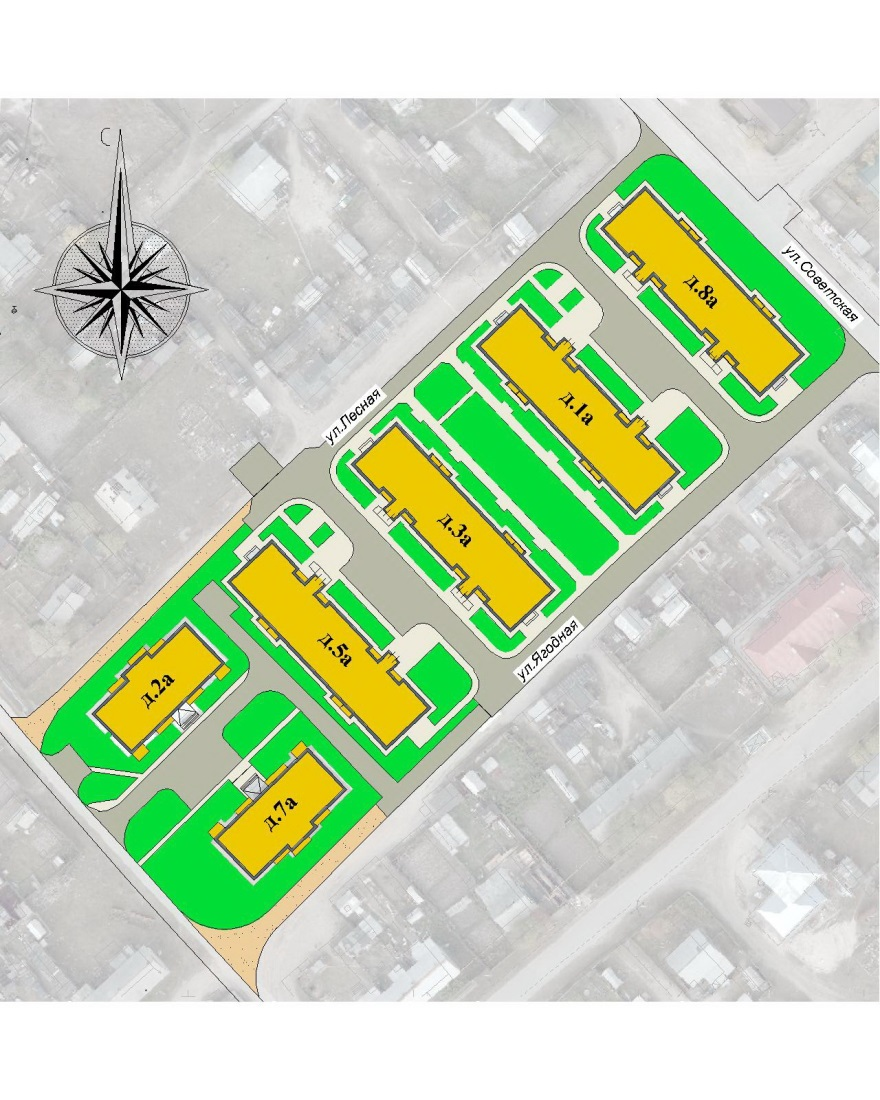 С
ул.Советская
д.8а
д.1а
ул.Лесная
д.3а
д.5а
ул.Ягодная
д.2а
д.7а